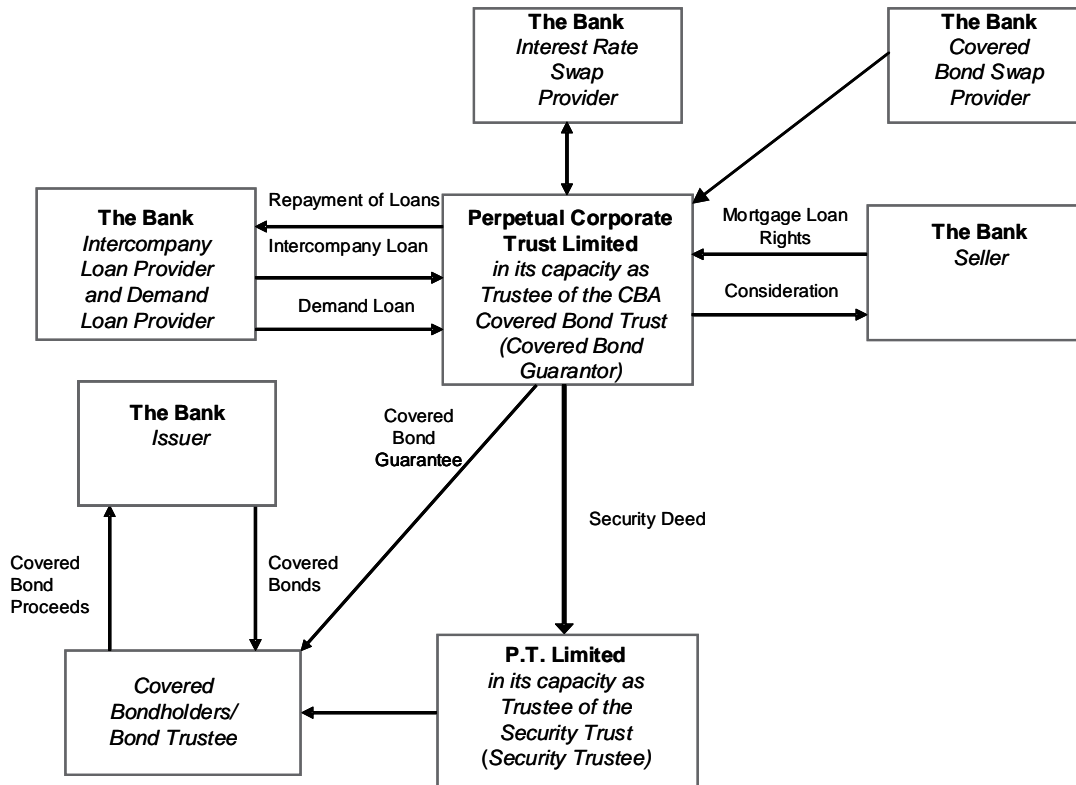 The Bank
Interest Rate
Swap
Provider
The Bank
Covered
Bond Swap
Provider
The Bank
Intercompany
Loan Provider
and Demand
Loan Provider
Repayment of Loans
Intercompany Loan
Demand Loan
Perpetual Corporate
Trust Limited
in its capacity as
Trustee of the CBA
Covered Bond Trust
(Covered Bond
Guarantor)
Mortgage Loan
Rights
Consideration
The Bank
Seller
The Bank
Issuer
Covered
Bond
Guarantee
Security Deed
Covered
Bond
Proceeds
Covered
Bonds
Covered
Bondholders/
Bond Trustee
P.T. Limited
in its capacity as
Trustee of the
Security Trust
(Security Trustee)